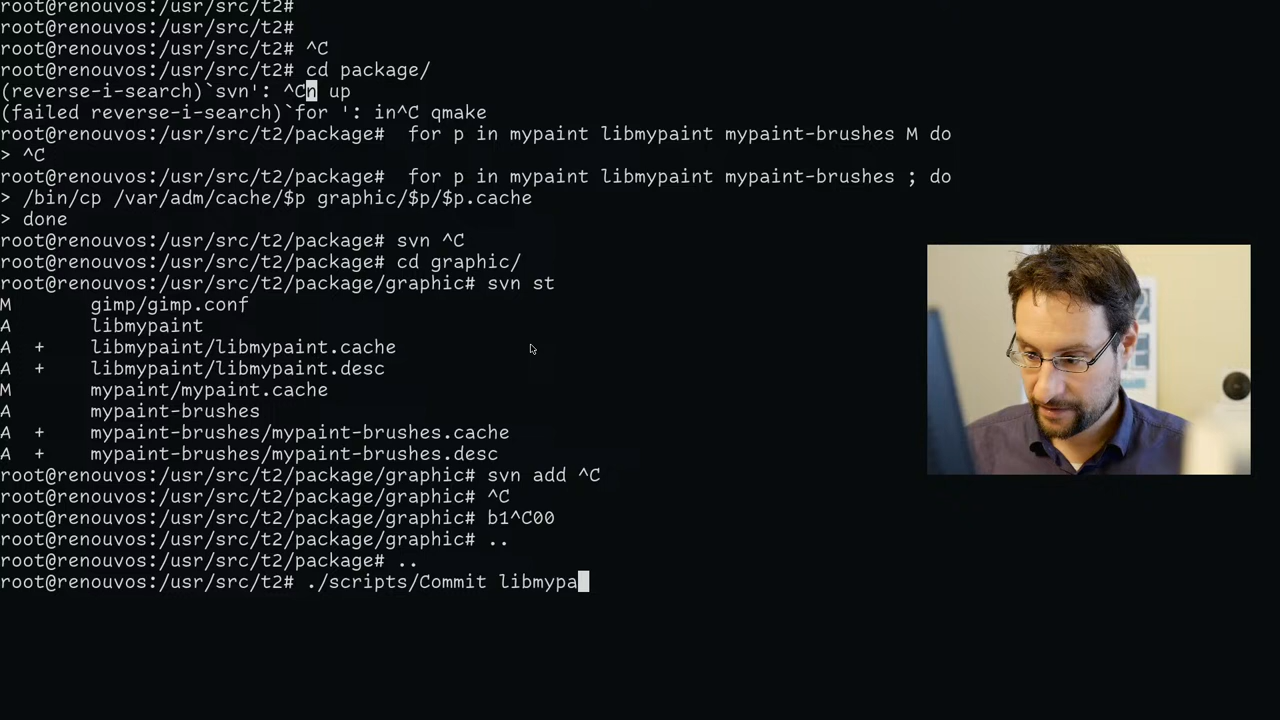 root@renouvos:/usr/src/t2#
root@renouvos:/usr/src/t2#
root@renouvos:/usr/src/t2# ^C
root@renouvos:/usr/src/t2# cd package/
(reverse-i-search)`svn': ^Cn up
(failed reverse-i-search)`for ': in^C qmake
root@renouvos:/usr/src/t2/package#  for p in mypaint libmypaint mypaint-brushes M do
> ^C
root@renouvos:/usr/src/t2/package#  for p in mypaint libmypaint mypaint-brushes ; do
> /bin/cp /var/adm/cache/$p graphic/$p/$p.cache
> done
root@renouvos:/usr/src/t2/package# svn ^C
root@renouvos:/usr/src/t2/package# cd graphic/
root@renouvos:/usr/src/t2/package/graphic# svn st
M       gimp/gimp.conf
A       libmypaint
A  +    libmypaint/libmypaint.cache
A  +    libmypaint/libmypaint.desc
M       mypaint/mypaint.cache
A       mypaint-brushes
A  +    mypaint-brushes/mypaint-brushes.cache
A  +    mypaint-brushes/mypaint-brushes.desc
root@renouvos:/usr/src/t2/package/graphic# svn add ^C
root@renouvos:/usr/src/t2/package/graphic# ^C
root@renouvos:/usr/src/t2/package/graphic# b1^C00
root@renouvos:/usr/src/t2/package/graphic# ..
root@renouvos:/usr/src/t2/package# ..
root@renouvos:/usr/src/t2# ./scripts/Commit libmypa